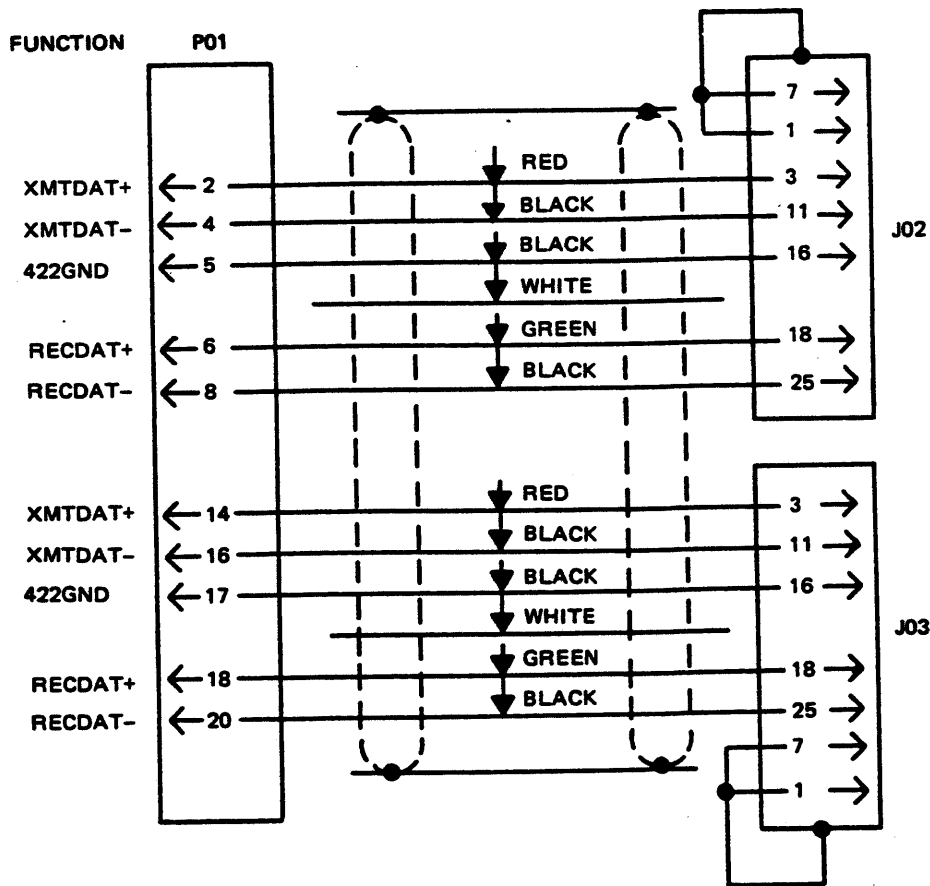 FUNCTION P01
7
1
XMTDAT+ 2 RED 3
XMTDAT- 4 BLACK 11
J02
422GND 5 BLACK 16
WHITE
RECDAT+ 6 GREEN 18
RECDAT- 8 BLACK 25
XMTDAT+ 14 RED 3
XMTDAT- 16 BLACK 11
422GND 17 BLACK 16
WHITE
J03
RECDAT+ 18 GREEN 18
RECDAT- 20 BLACK 25
7
1